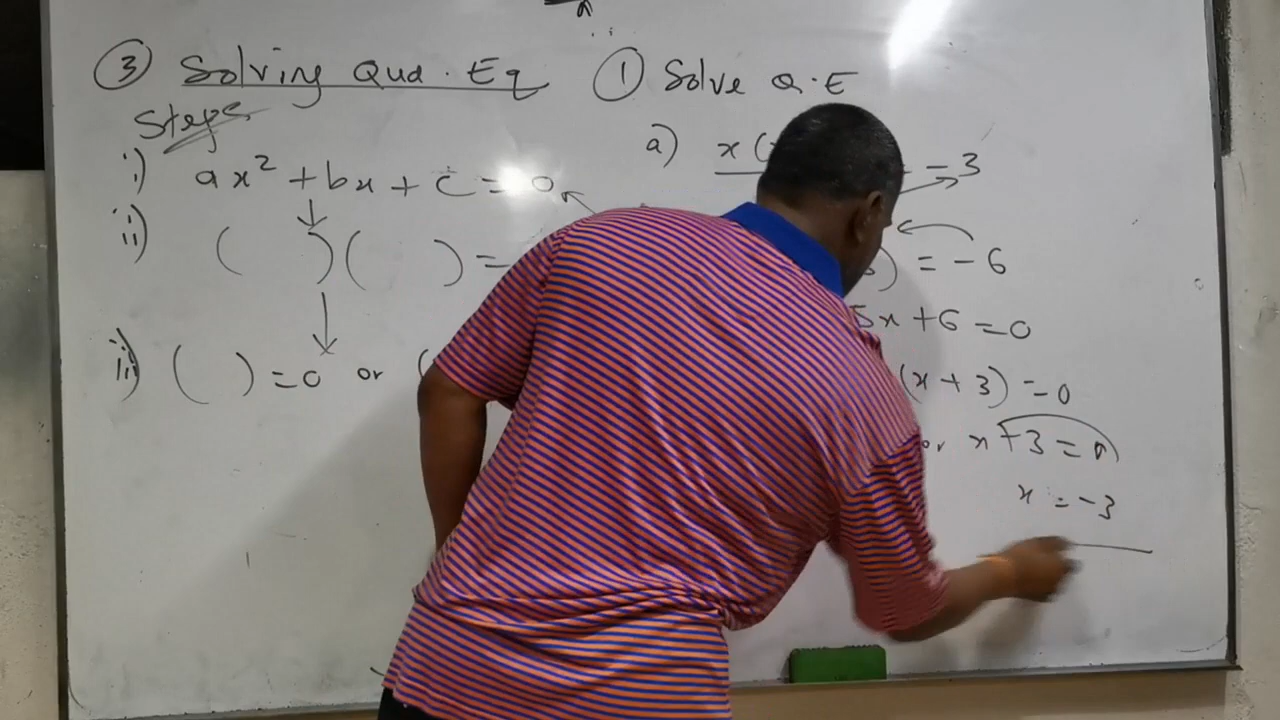 ③ Solving Qua. Eq
Steps
i) ax² + bx + c = 0
ii) ( ) ( ) =
iii) ( ) = 0 or (
① Solve Q.E
a) x( = 3
) = -6
5x + 6 = 0
(x + 3) = 0
or x + 3 = 0
x = -3